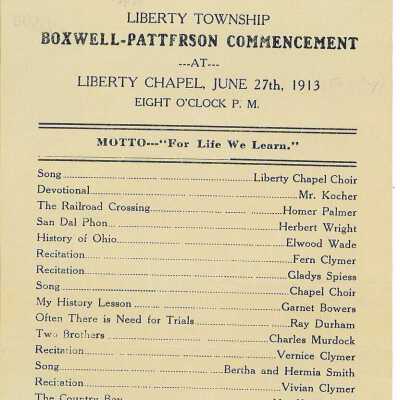 LIBERTY TOWNSHIP
BOXWELL-PATTFRSON COMMENCEMENT
---AT---
LIBERTY CHAPEL, JUNE 27th, 1913
EIGHT O'CLOCK P. M.
MOTTO---"For Life We Learn."
Song Liberty Chapel Choir
Devotional Mr. Kocher
The Railroad Crossing Homer Palmer
San Dal Phon Herbert Wright
History of Ohio Elwood Wade
Recitation Fern Clymer
Recitation Gladys Spiess
Song Chapel Choir
My History Lesson Garnet Bowers
Often There is Need for Trials Ray Durham
Two Brothers Charles Murdock
Recitation Vernice Clymer
Song Bertha and Hermia Smith
Recitation Vivian Clymer
The Country Boy